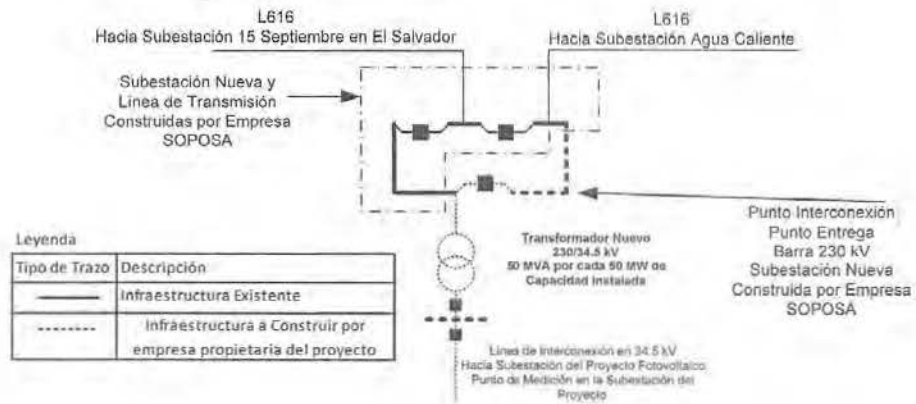 L616
Hacia Subestación 15 Septiembre en El Salvador
L616
Hacia Subestación Agua Caliente
Subestación Nueva y
Linea de Transmisión
Construidas por Empresa
SOPOSA
Punto Interconexión
Punto Entrega
Barra 230 kV
Subestación Nueva
Construida por Empresa
SOPOSA
Transformador Nuevo
230/34.5 kV
50 MVA por cada 50 MW de
Capacidad Instalada
Leyenda
Tipo de Trazo Descripción
Infraestructura Existente
Infraestructura a Construir por
empresa propietaria del proyecto
Linea de Interconexión en 34.5 kV
Hacia Subestación del Proyecto Fotovoltaico
Punto de Medición en la Subestación del
Proyecto